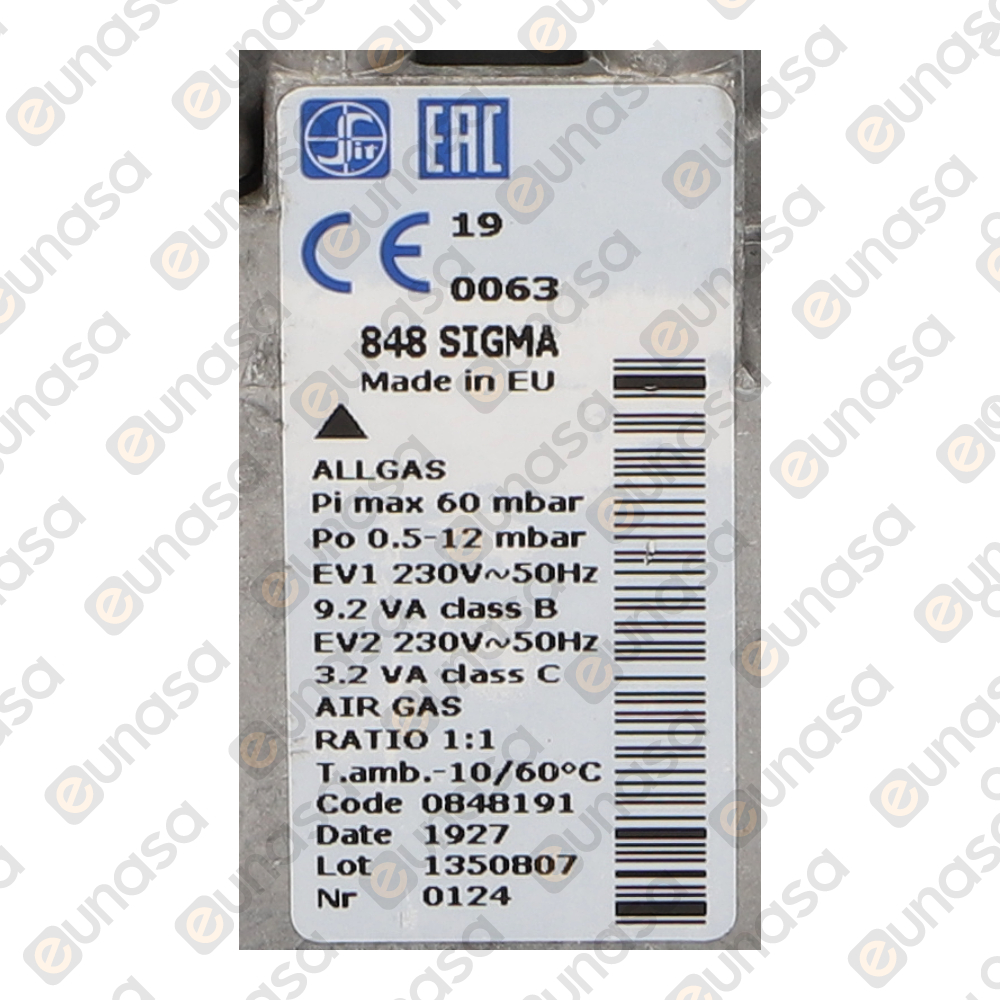 Sit EAC
CE 19
0063
848 SIGMA
Made in EU
ALLGAS
Pi max 60 mbar
Po 0.5-12 mbar
EV1 230V~50Hz
9.2 VA class B
EV2 230V~50Hz
3.2 VA class C
AIR GAS
RATIO 1:1
T.amb.-10/60°C
Code 0848191
Date 1927
Lot 1350807
Nr 0124
eunasa